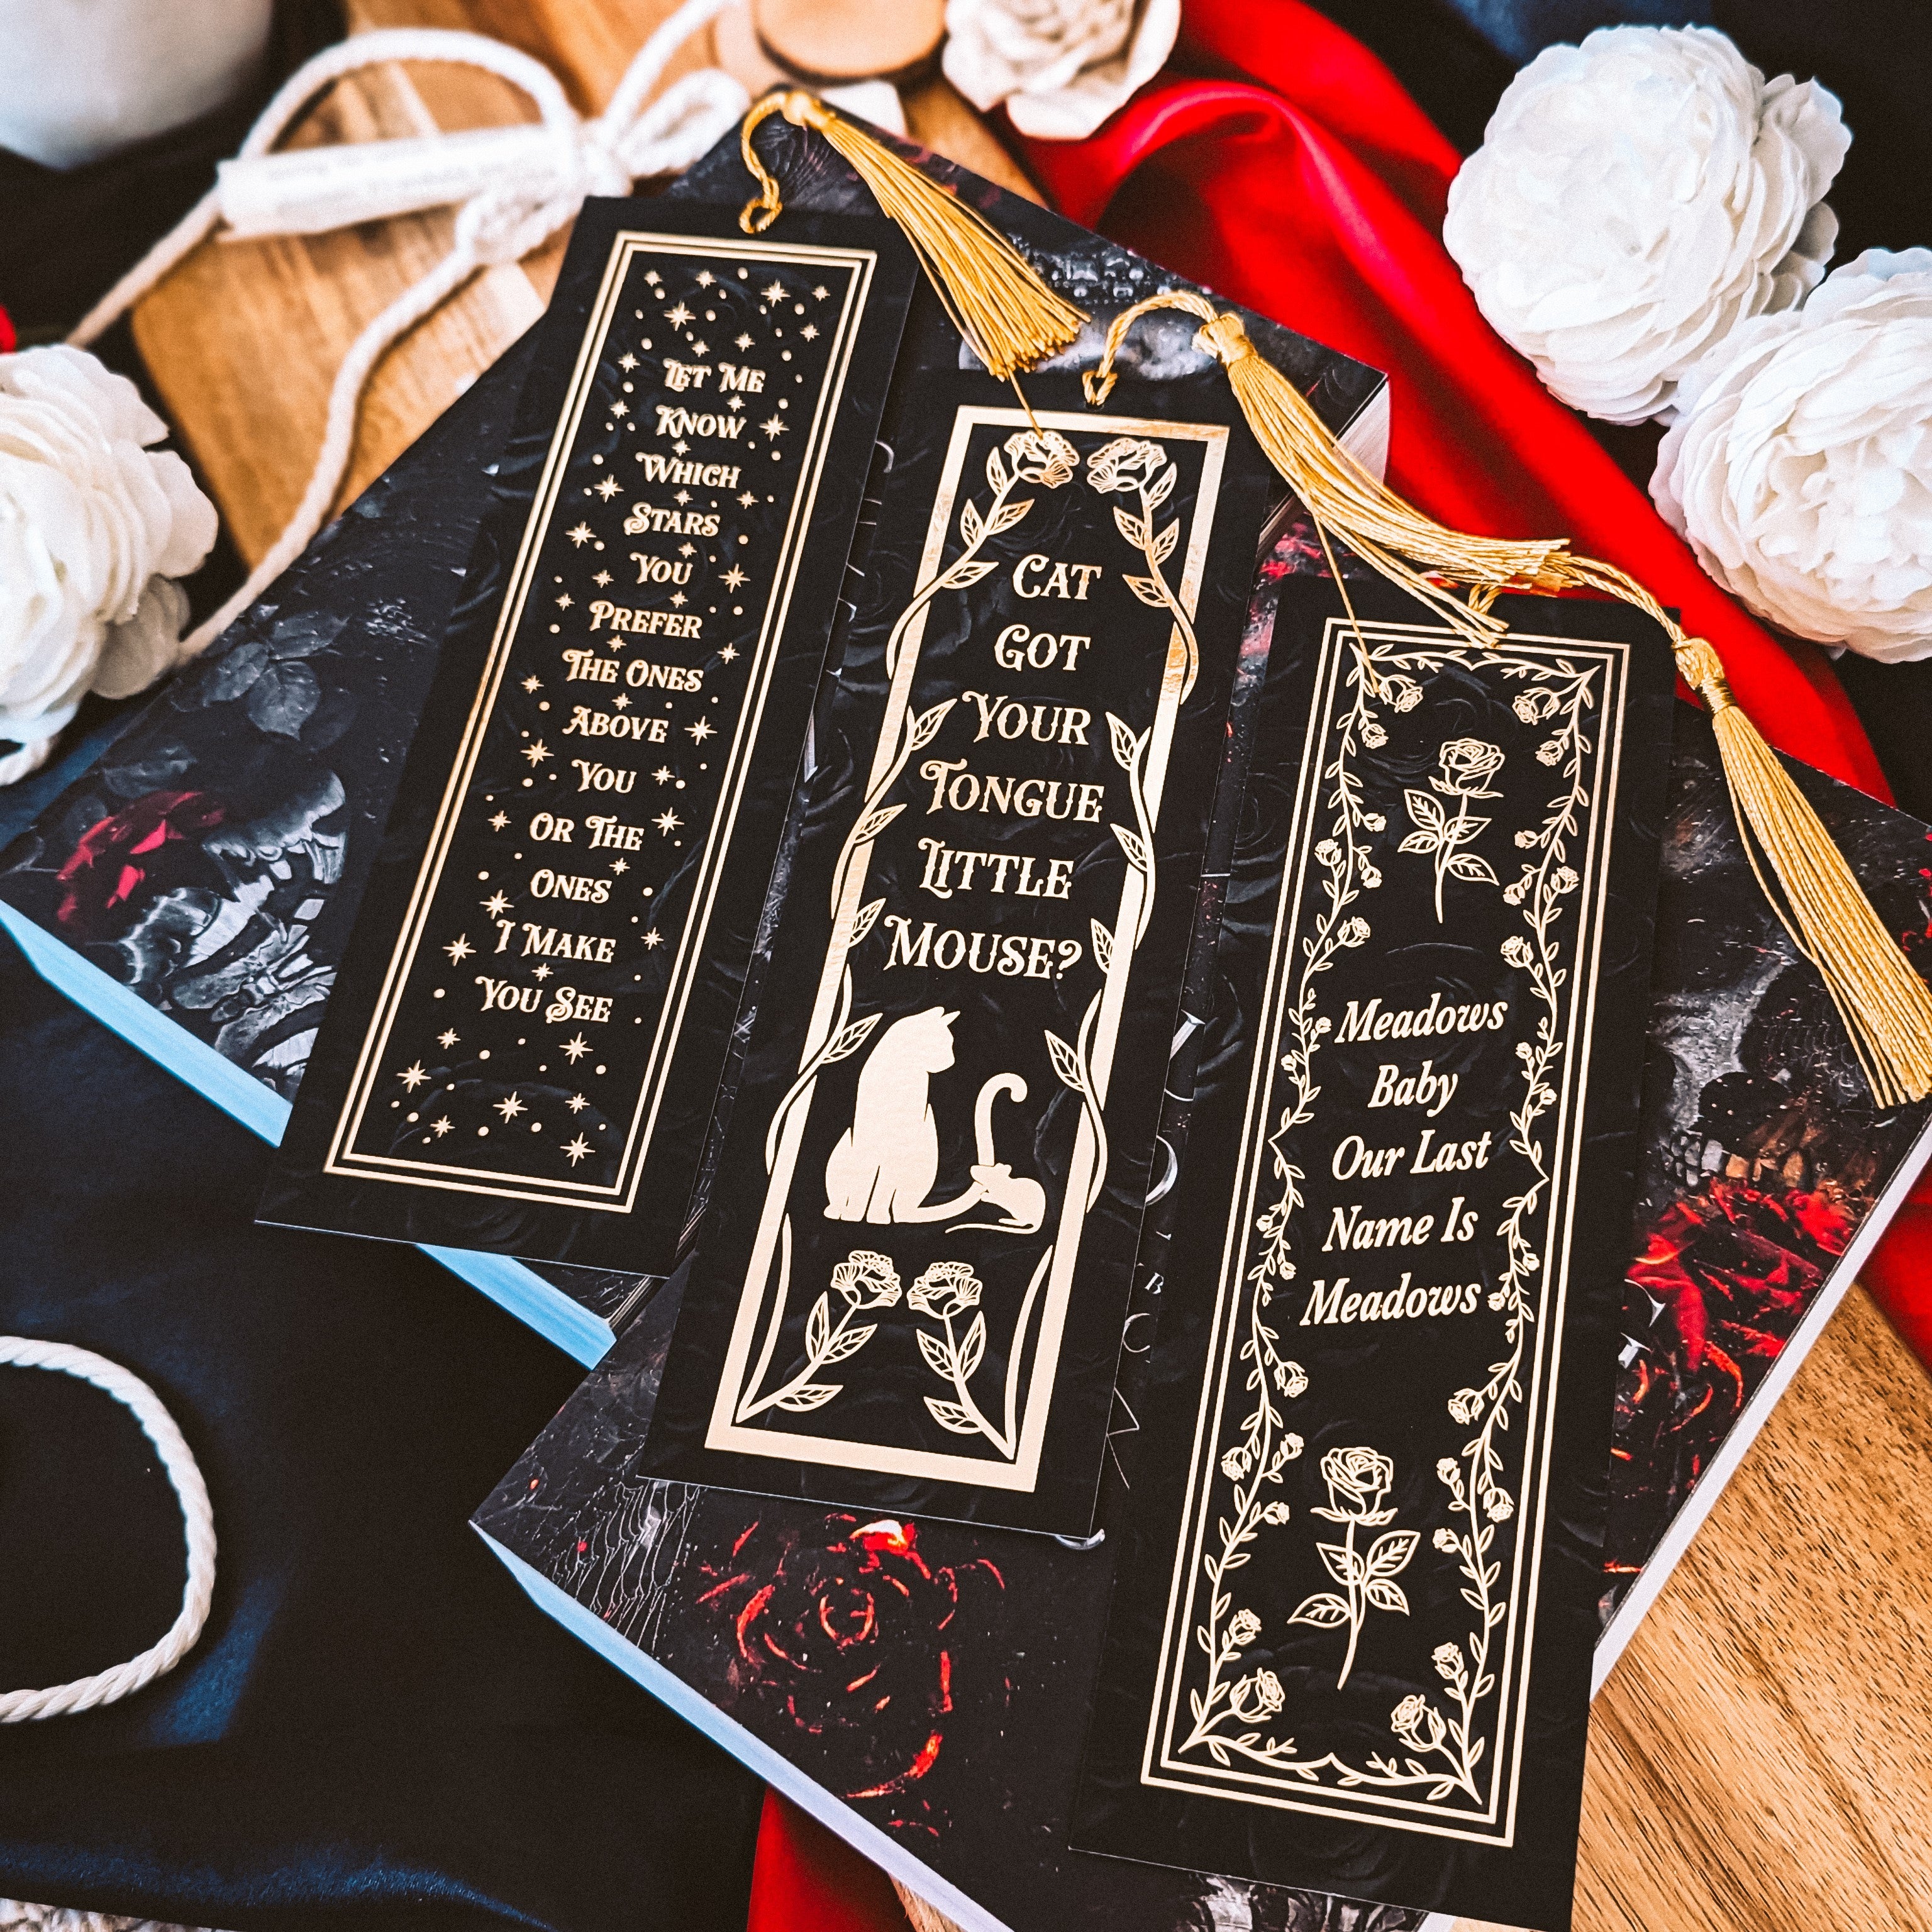 Let Me
Know
Which
Stars
You
Prefer
The Ones
Above
You
Or The
Ones
I Make
You See
Cat
Got
Your
Tongue
Little
Mouse?
Meadows
Baby
Our Last
Name Is
Meadows